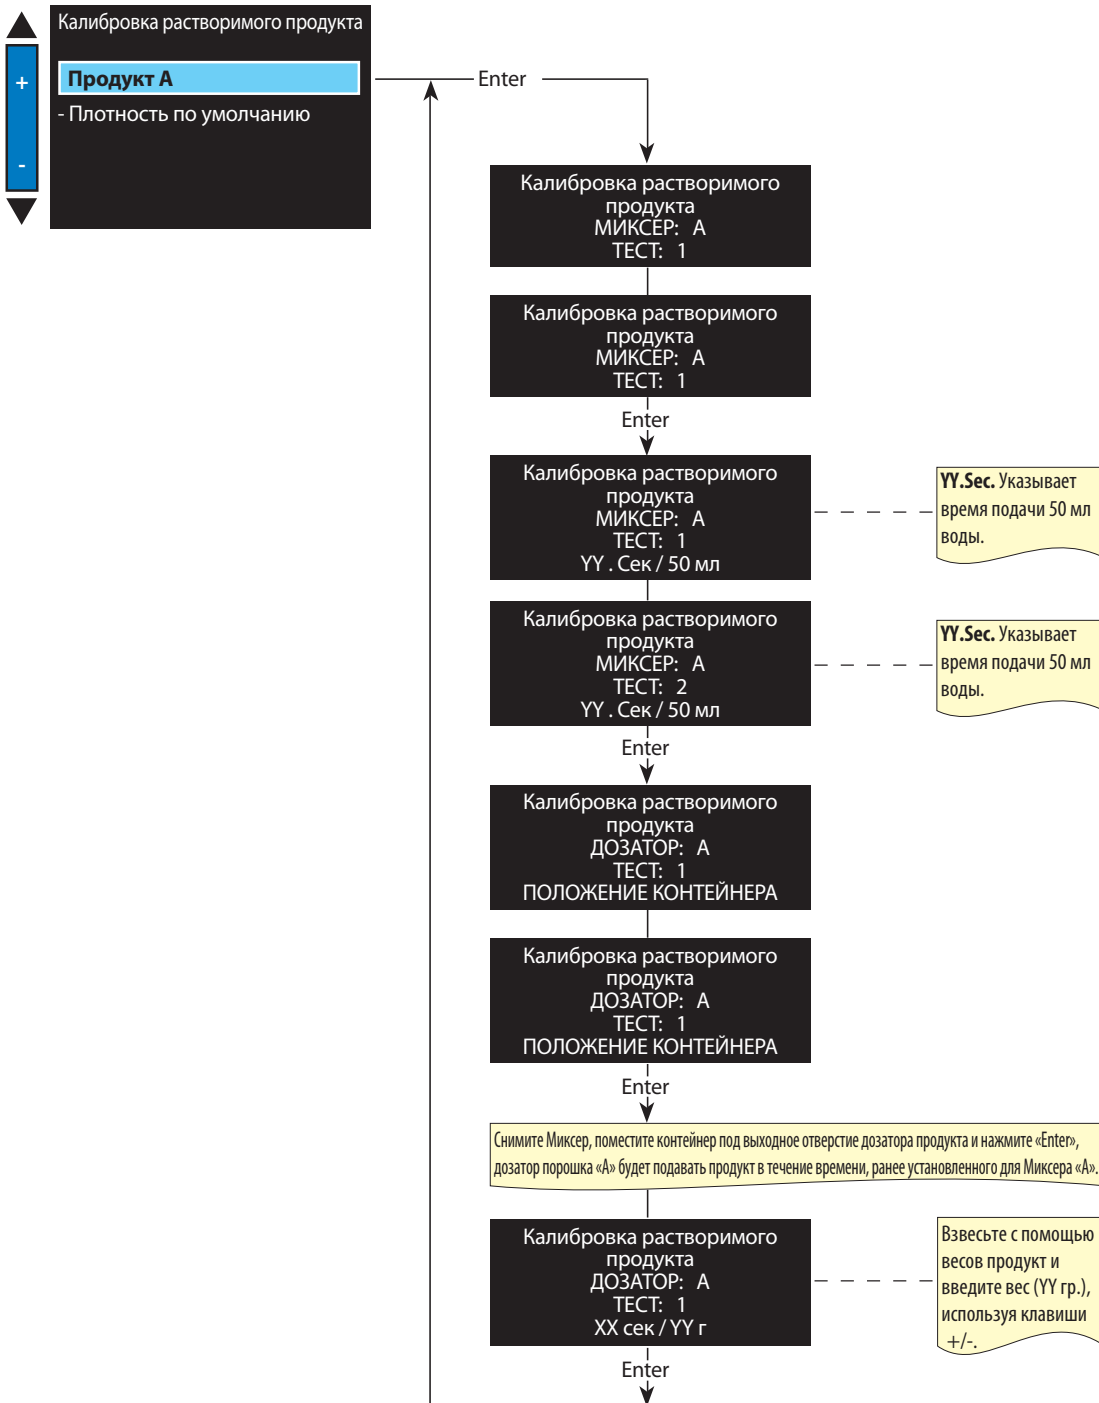 Калибровка растворимого продукта
+
Продукт А
- Плотность по умолчанию
-
Enter
Калибровка растворимого
продукта
МИКСЕР: А
ТЕСТ: 1
Калибровка растворимого
продукта
МИКСЕР: А
ТЕСТ: 1
Enter
Калибровка растворимого
продукта
МИКСЕР: А
ТЕСТ: 1
YY . Сек / 50 мл
YY.Sec. Указывает
время подачи 50 мл
воды.
Калибровка растворимого
продукта
МИКСЕР: А
ТЕСТ: 2
YY . Сек / 50 мл
YY.Sec. Указывает
время подачи 50 мл
воды.
Enter
Калибровка растворимого
продукта
ДОЗАТОР: А
ТЕСТ: 1
ПОЛОЖЕНИЕ КОНТЕЙНЕРА
Калибровка растворимого
продукта
ДОЗАТОР: А
ТЕСТ: 1
ПОЛОЖЕНИЕ КОНТЕЙНЕРА
Enter
Снимите Миксер, поместите контейнер под выходное отверстие дозатора продукта и нажмите «Enter»,
дозатор порошка «А» будет подавать продукт в течение времени, ранее установленного для Миксера «А».
Калибровка растворимого
продукта
ДОЗАТОР: А
ТЕСТ: 1
XX сек / YY г
Взвесьте с помощью
весов продукт и
введите вес (YY гр.),
используя клавиши
+/-.
Enter